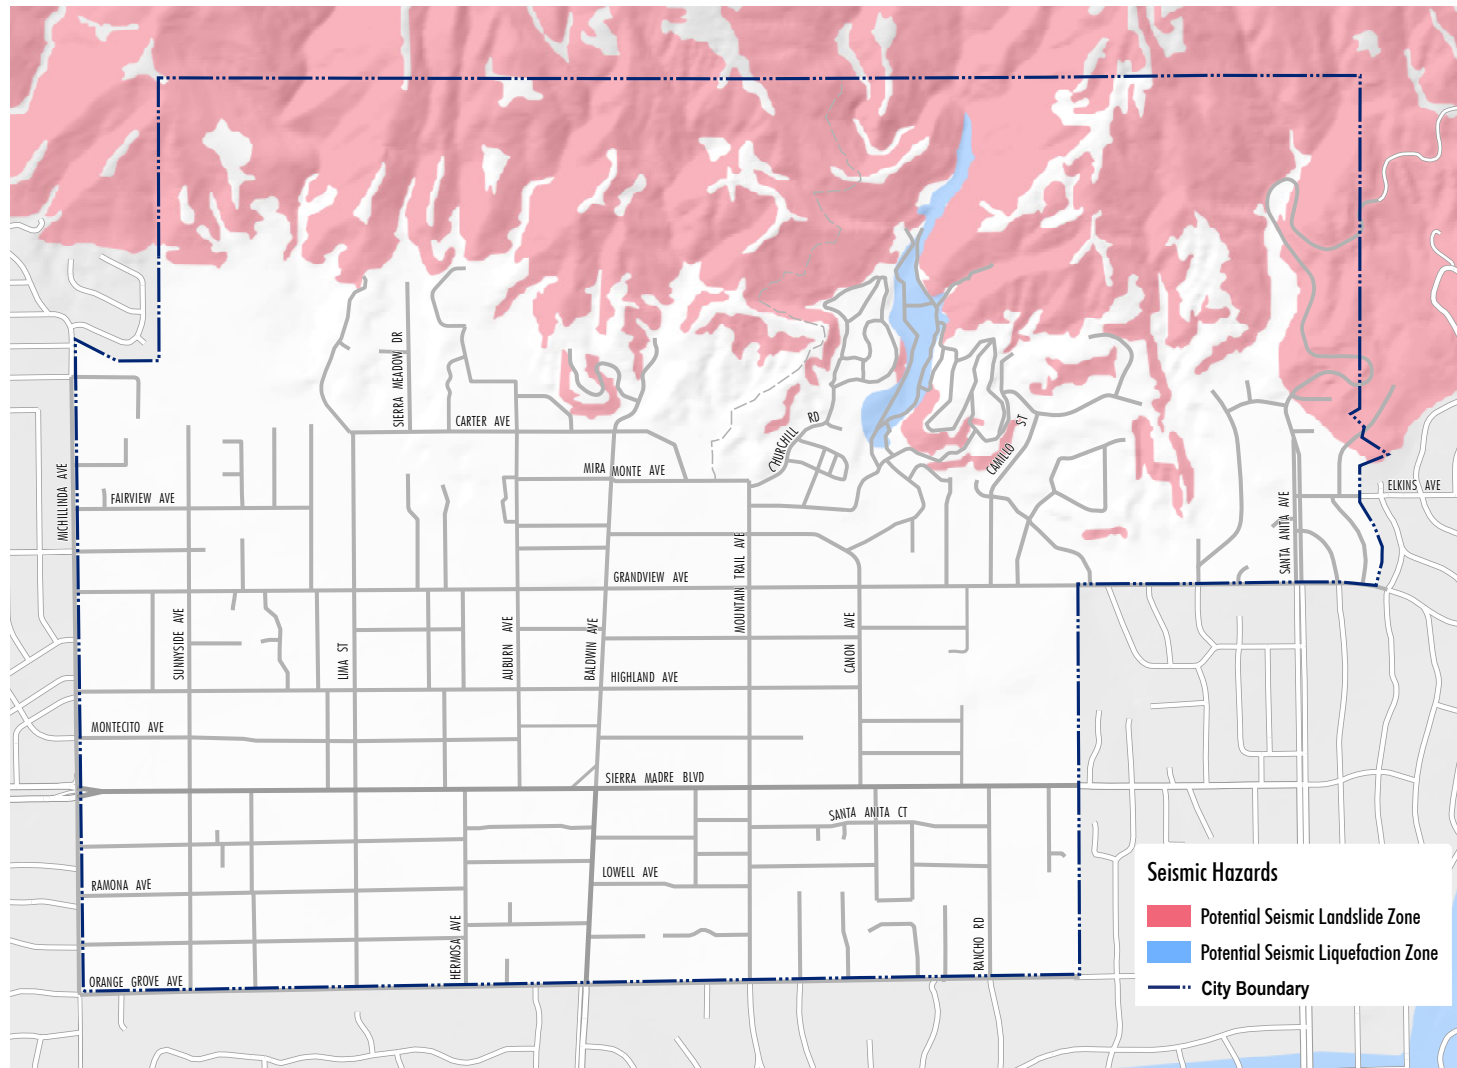 SIERRA MEADOW DR
CARTER AVE
CHURCHILL RD
CAMILLO ST
MIRA MONTE AVE
MICHILLINDA AVE
FAIRVIEW AVE
ELKINS AVE
SANTA ANITA AVE
MOUNTAIN TRAIL AVE
GRANDVIEW AVE
SUNNYSIDE AVE
LIMA ST
AUBURN AVE
BALDWIN AVE
CANON AVE
HIGHLAND AVE
MONTECITO AVE
SIERRA MADRE BLVD
SANTA ANITA CT
LOWELL AVE
RAMONA AVE
HERMOSA AVE
RANCHO RD
ORANGE GROVE AVE
Seismic Hazards
Potential Seismic Landslide Zone
Potential Seismic Liquefaction Zone
City Boundary